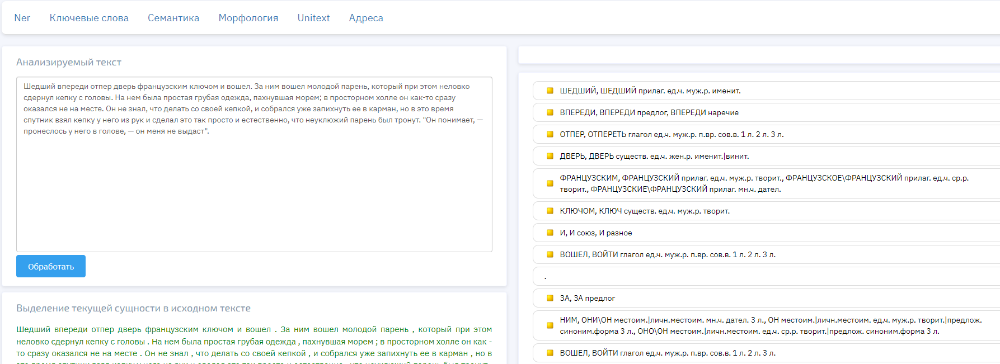 Ner Ключевые слова Семантика Морфология Unitext Адреса
Анализируемый текст
Шедший впереди отпер дверь французским ключом и вошел. За ним вошел молодой парень, который при этом неловко
сдернул кепку с головы. На нем была простая грубая одежда, пахнувшая морем; в просторном холле он как-то сразу
оказался не на месте. Он не знал, что делать со своей кепкой, и собрался уже запихнуть ее в карман, но в это время
спутник взял кепку у него из рук и сделал это так просто и естественно, что неуклюжий парень был тронут. "Он понимает, —
пронеслось у него в голове, — он меня не выдаст".
Обработать
Выделение текущей сущности в исходном тексте
Шедший впереди отпер дверь французским ключом и вошел . За ним вошел молодой парень , который при этом
неловко сдернул кепку с головы . На нем была простая грубая одежда , пахнувшая морем ; в просторном холле он как -
то сразу оказался не на месте . Он не знал , что делать со своей кепкой , и собрался уже запихнуть ее в карман , но в
ШЕДШИЙ, ШЕДШИЙ прилаг. ед.ч. муж.р. именит.
ВПЕРЕДИ, ВПЕРЕДИ предлог, ВПЕРЕДИ наречие
ОТПЕР, ОТПЕРЕТЬ глагол ед.ч. муж.р. п.вр. сов.в. 1 л. 2 л. 3 л.
ДВЕРЬ, ДВЕРЬ существ. ед.ч. жен.р. именит.|винит.
ФРАНЦУЗСКИМ, ФРАНЦУЗСКИЙ прилаг. ед.ч. муж.р. творит., ФРАНЦУЗСКОЕ\ФРАНЦУЗСКИЙ прилаг. ед.ч. ср.р.
творит., ФРАНЦУЗСКИЕ\ФРАНЦУЗСКИЙ прилаг. мн.ч. дател.
КЛЮЧОМ, КЛЮЧ существ. ед.ч. муж.р. творит.
И, И союз, И разное
ВОШЕЛ, ВОЙТИ глагол ед.ч. муж.р. п.вр. сов.в. 1 л. 2 л. 3 л.
.
ЗА, ЗА предлог
НИМ, ОНИ\ОН местоим.|личн.местоим. мн.ч. дател. 3 л., ОН местоим.|личн.местоим. ед.ч. муж.р. творит.|предлож.
синоним.форма 3 л., ОНО\ОН местоим.|личн.местоим. ед.ч. ср.р. творит.|предлож. синоним.форма 3 л.
ВОШЕЛ, ВОЙТИ глагол ед.ч. муж.р. п.вр. сов.в. 1 л. 2 л. 3 л.